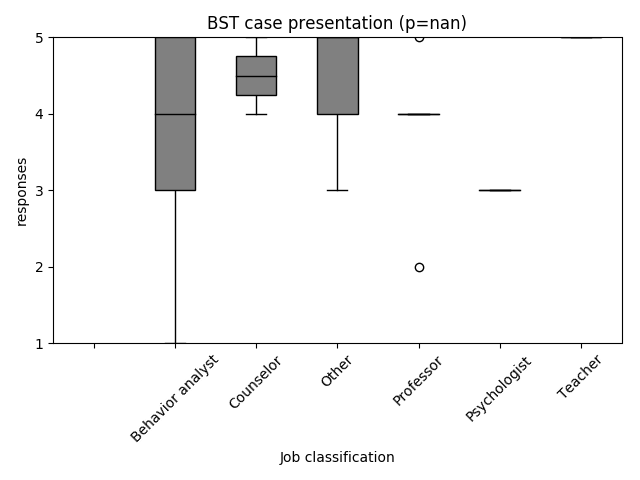 BST case presentation (p=nan)
5
4
3
2
1
responses
Behavior analyst
Counselor
Other
Professor
Psychologist
Teacher
Job classification